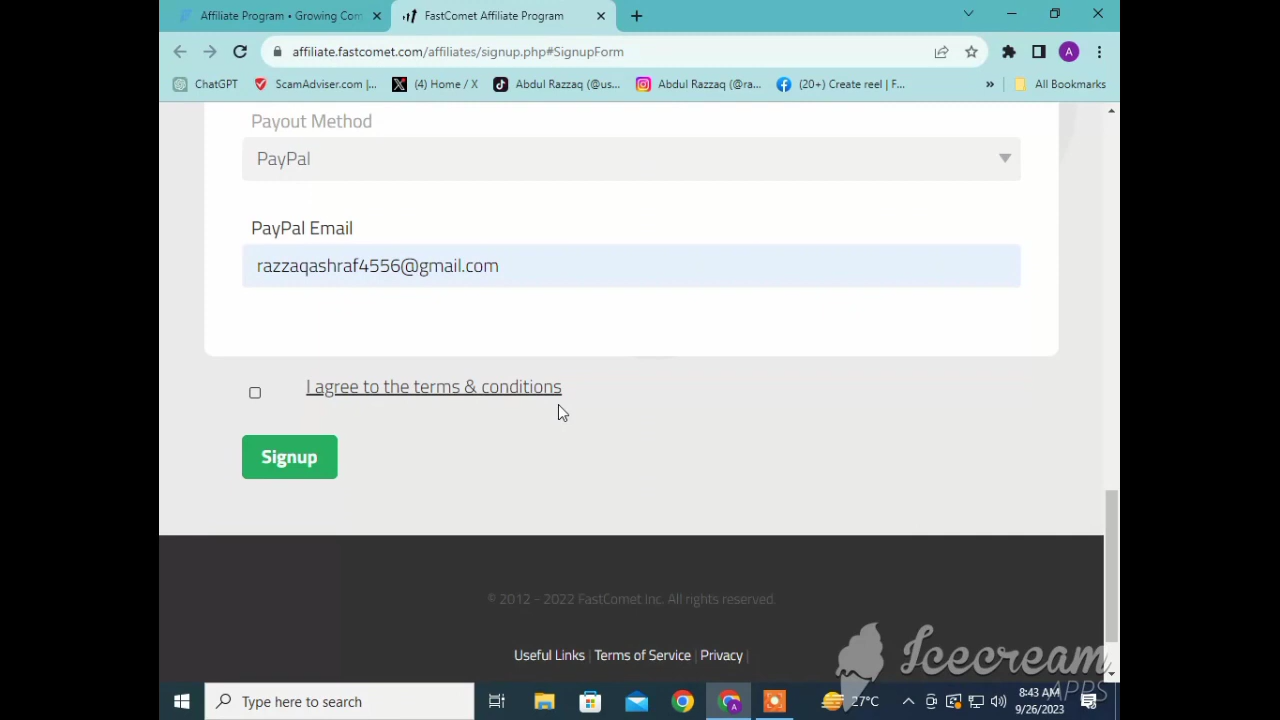 Affiliate Program • Growing Com
FastComet Affiliate Program
affiliate.fastcomet.com/affiliates/signup.php#SignupForm
A
ChatGPT
ScamAdviser.com |...
(4) Home / X
Abdul Razzaq (@us...
Abdul Razzaq (@ra...
(20+) Create reel | F...
»
All Bookmarks
Payout Method
PayPal
PayPal Email
razzaqashraf4556@gmail.com
I agree to the terms & conditions
Signup
© 2012 - 2022 FastComet Inc. All rights reserved.
Useful Links | Terms of Service | Privacy |
Icecream
APPS
Type here to search
27°C
8:43 AM
9/26/2023